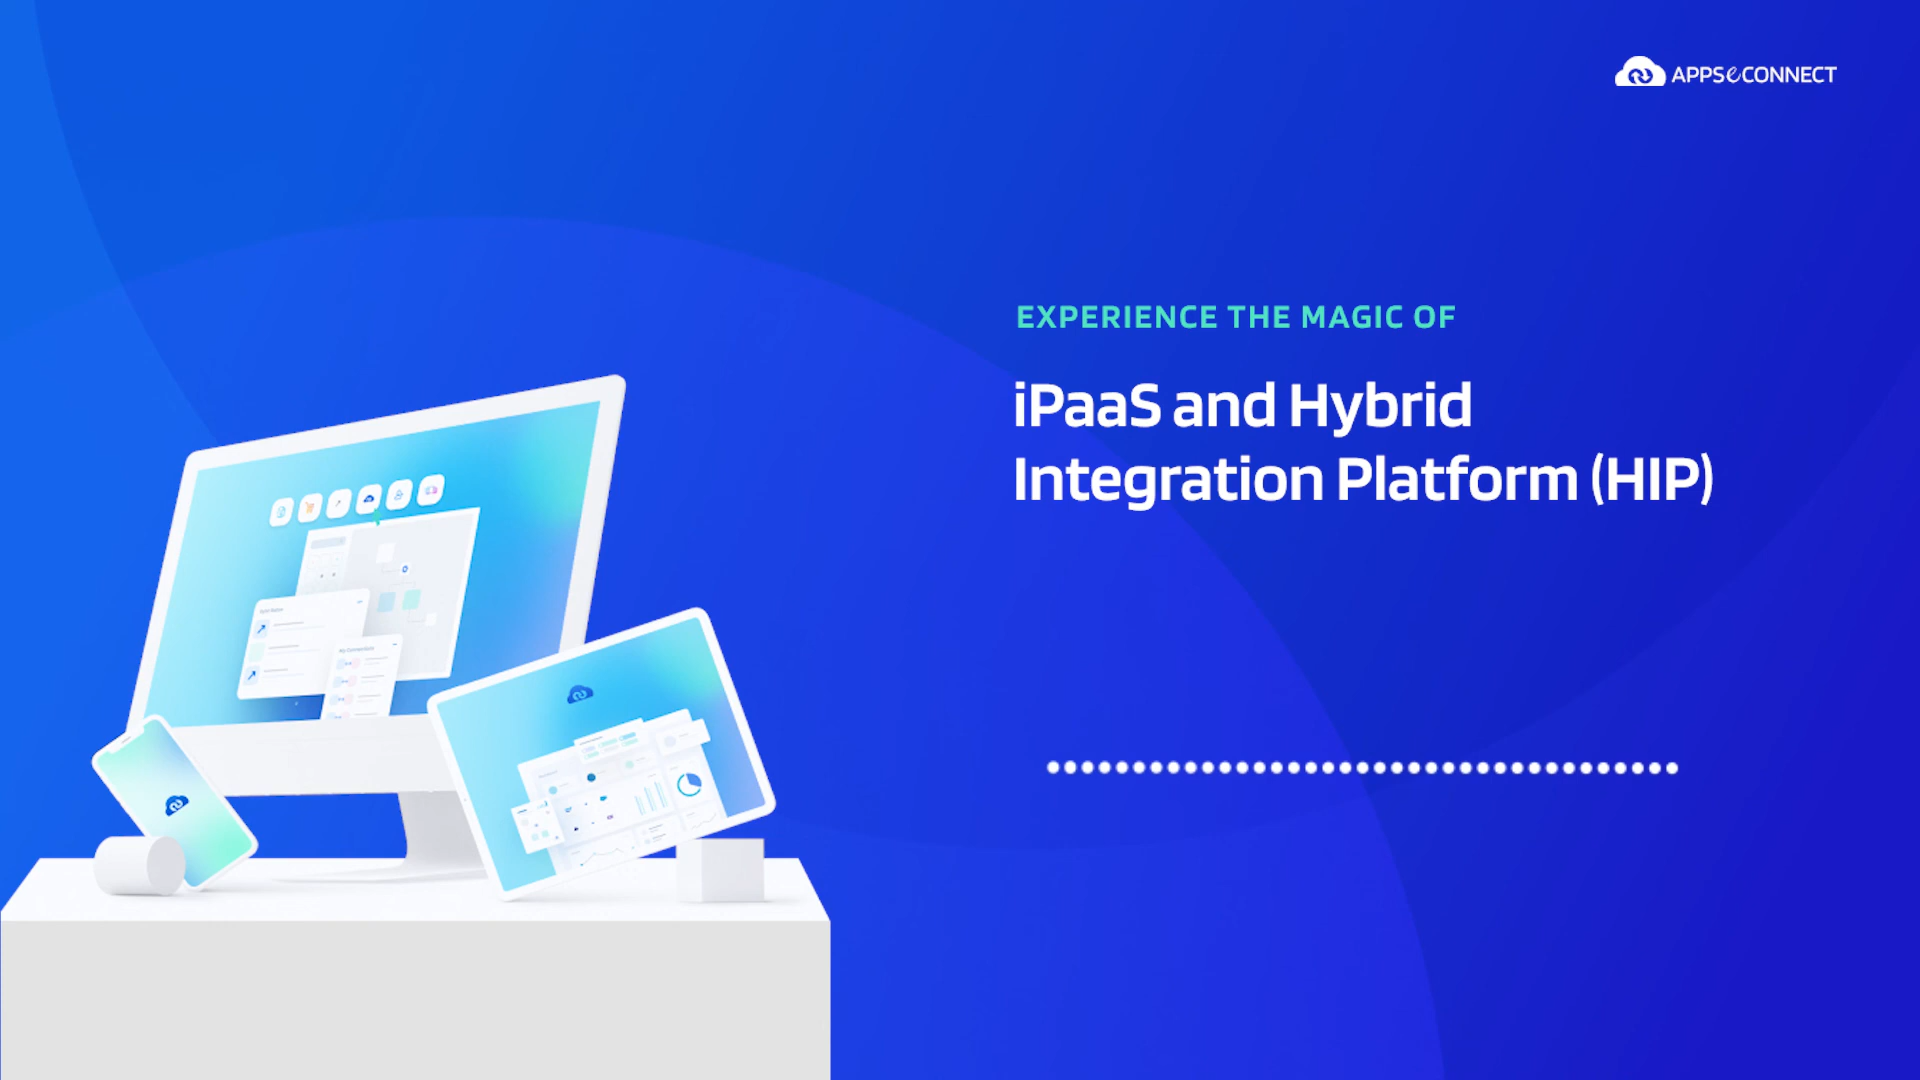 APPSeCONNECT
EXPERIENCE THE MAGIC OF
iPaaS and Hybrid
Integration Platform (HIP)